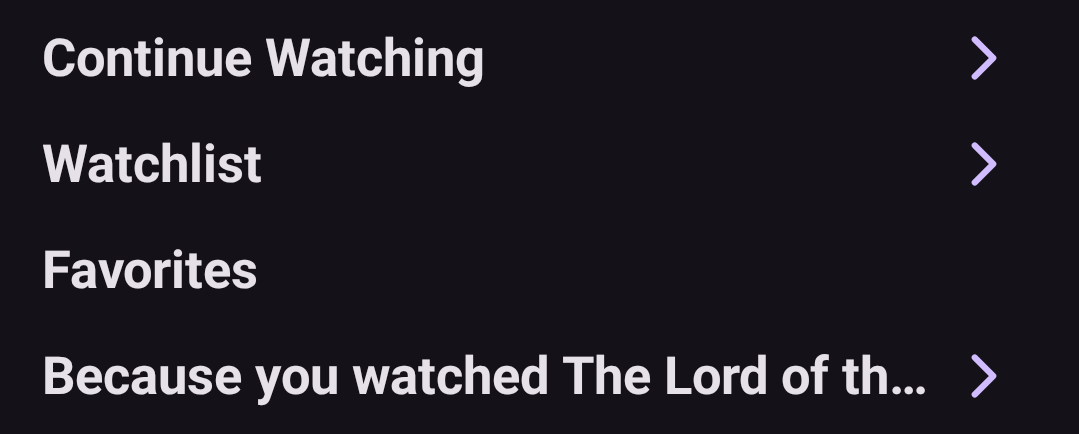 Continue Watching
Watchlist
Favorites
Because you watched The Lord of th...